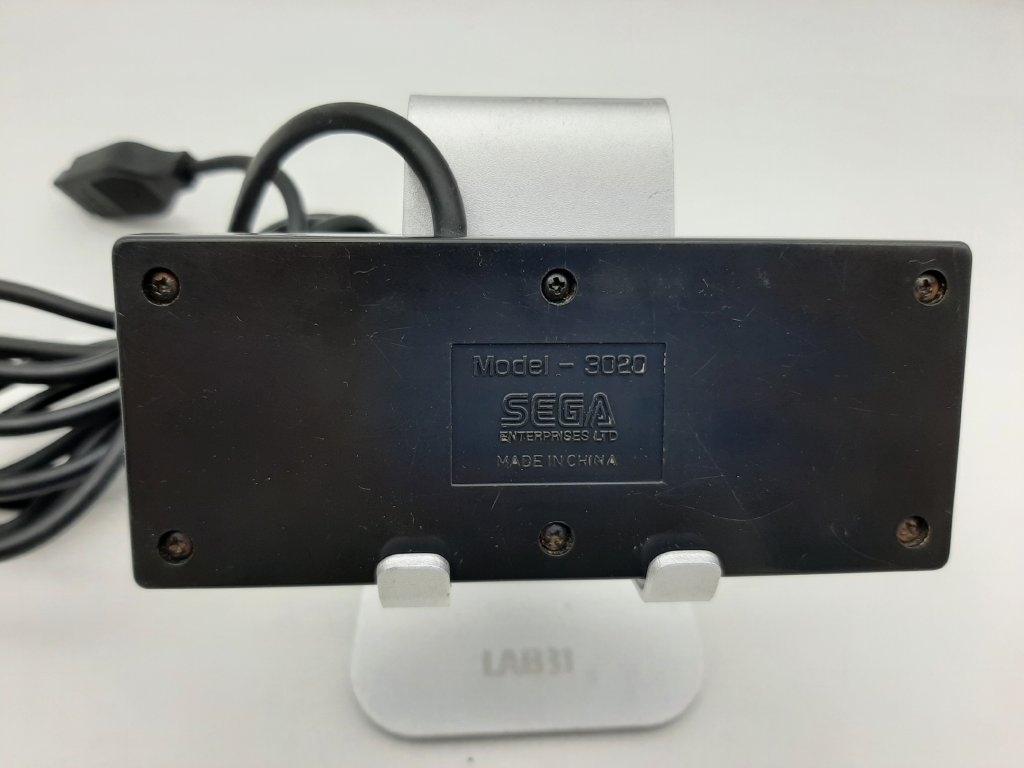 Model - 3020
SEGA
ENTERPRISES LTD
MADE IN CHINA
LAB31